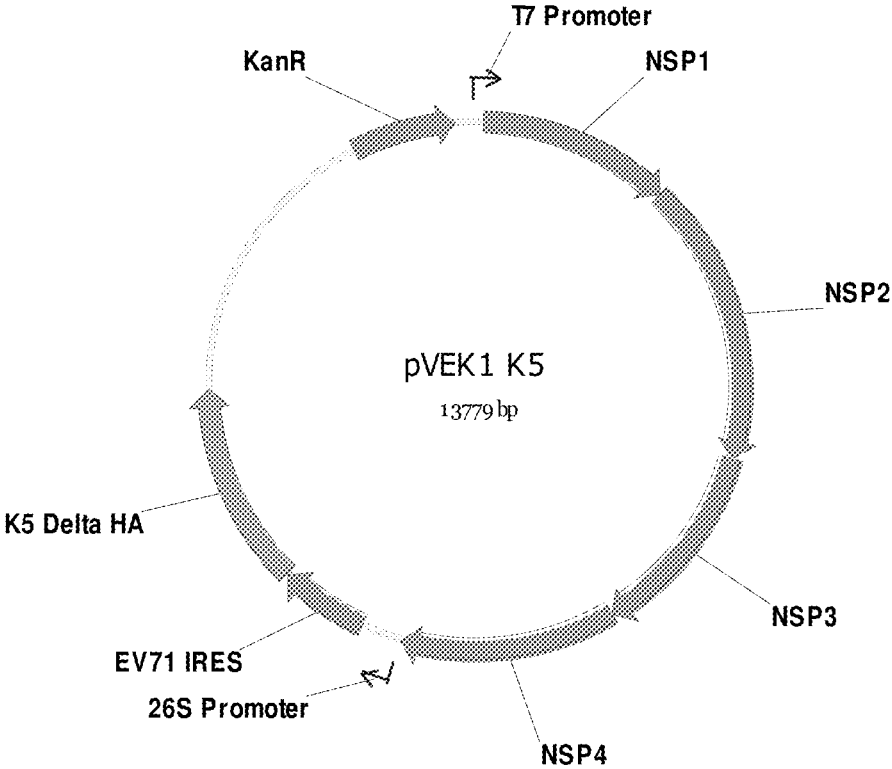 T7 Promoter
KanR
NSP1
NSP2
pVEK1 K5
13779 bp
K5 Delta HA
NSP3
EV71 IRES
26S Promoter
NSP4